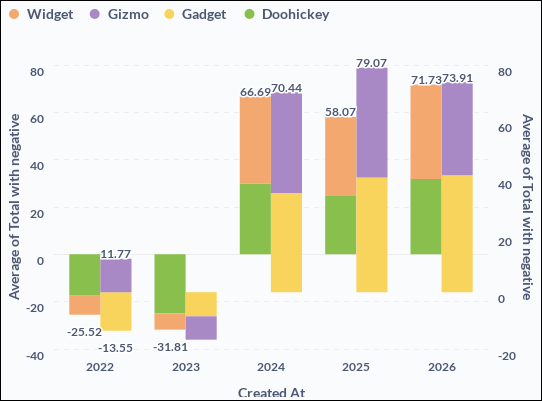 Widget Gizmo Gadget Doohickey
80 79.07 80
66.69 70.44 71.73 73.91
60 58.07 60
40 40
20 20
11.77
0 0
-20 -25.52 -13.55 -31.81
-40 -20
2022 2023 2024 2025 2026
Created At
Average of Total with negative
Average of Total with negative